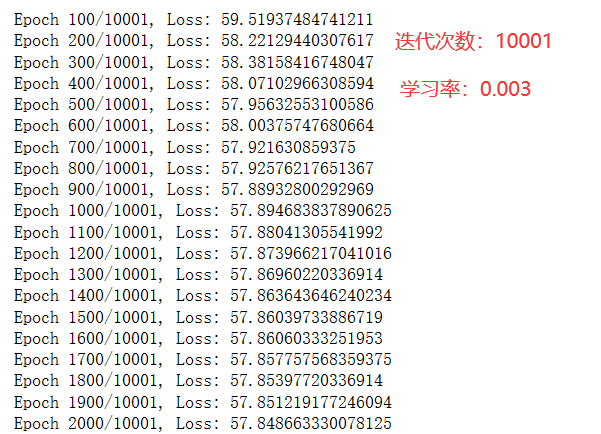 Epoch 100/10001, Loss: 59.51937484741211
Epoch 200/10001, Loss: 58.22129440307617
迭代次数：10001
Epoch 300/10001, Loss: 58.38158416748047
Epoch 400/10001, Loss: 58.07102966308594
学习率：0.003
Epoch 500/10001, Loss: 57.95632553100586
Epoch 600/10001, Loss: 58.00375747680664
Epoch 700/10001, Loss: 57.921630859375
Epoch 800/10001, Loss: 57.92576217651367
Epoch 900/10001, Loss: 57.88932800292969
Epoch 1000/10001, Loss: 57.894683837890625
Epoch 1100/10001, Loss: 57.88041305541992
Epoch 1200/10001, Loss: 57.873966217041016
Epoch 1300/10001, Loss: 57.86960220336914
Epoch 1400/10001, Loss: 57.863643646240234
Epoch 1500/10001, Loss: 57.86039733886719
Epoch 1600/10001, Loss: 57.86060333251953
Epoch 1700/10001, Loss: 57.857757568359375
Epoch 1800/10001, Loss: 57.85397720336914
Epoch 1900/10001, Loss: 57.851219177246094
Epoch 2000/10001, Loss: 57.848663330078125